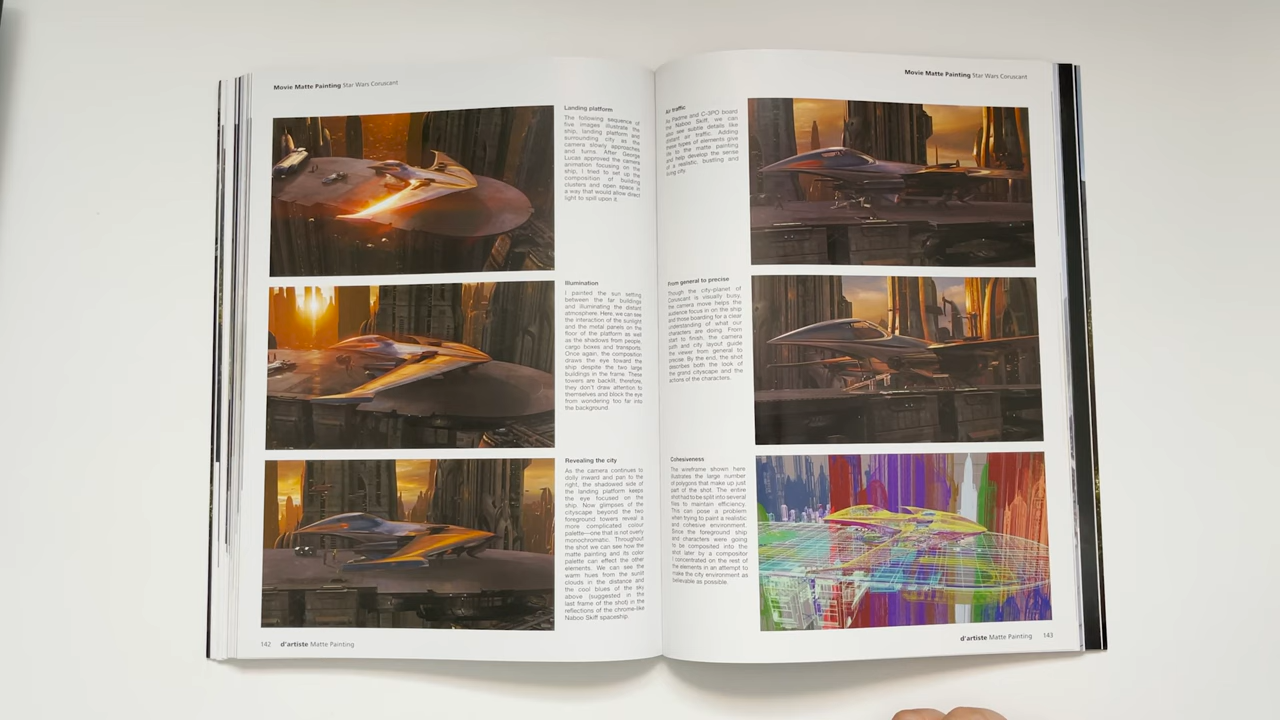 Movie Matte Painting Star Wars Coruscant
Landing platform
The following sequence of
five images illustrate the
ship, landing platform and
surrounding city as the
camera slowly approaches
and turns. After George
Lucas approved the camera
animation focusing on the
ship, I tried to set up the
composition of building
clusters and open space in
a way that would allow direct
light to spill upon it.
Illumination
I painted the sun setting
between the far buildings
and illuminating the distant
atmosphere. Here, we can see
the interaction of the sunlight
and the metal panels on the
floor of the platform as well
as the shadows from people,
cargo boxes and transports.
Once again, the composition
draws the eye toward the
ship despite the two large
buildings in the frame. These
towers are backlit, therefore,
they don't draw attention to
themselves and block the eye
from wondering too far into
the background
Revealing the city
As the camera continues to
dolly inward and pan to the
right, the shadowed side of
the landing platform keeps
the eye focused on the
ship. Now glimpses of the
cityscape beyond the two
foreground towers reveal a
more complicated colour
palette—one that is not overly
monochromatic. Throughout
the shot we can see how the
matte painting and its color
palette can effect the other
elements. We can see the
warm hues from the sunlit
clouds in the distance and
the cool blues of the sky
above (suggested in the
last frame of the shot) in the
reflections of the chrome-like
Naboo Skiff spaceship.
142 d'artiste Matte Painting
Movie Matte Painting Star Wars Coruscant
Air traffic
As Padme and C-3PO board
the Naboo Skiff, we can
also see subtle details like
distant air traffic. Adding
these types of elements give
life to the matte painting
and help develop the sense
of a realistic, bustling and
living city.
From general to precise
Though the city-planet of
Coruscant is visually busy,
the camera move helps the
audience focus in on the ship
and those boarding for a clear
understanding of what our
characters are doing. From
start to finish, the camera
path and city layout guide
the viewer from general to
precise. By the end, the shot
describes both the look of
the grand cityscape and the
actions of the characters.
Cohesiveness
The wireframe shown here
illustrates the large number
of polygons that make up just
part of the shot. The entire
shot had to be split into several
files to maintain efficiency.
This can pose a problem
when trying to paint a realistic
and cohesive environment.
Since the foreground ship
and characters were going
to be composited into the
shot later by a compositor
I concentrated on the rest of
the elements in an attempt to
make the city environment as
believable as possible.
d'artiste Matte Painting 143